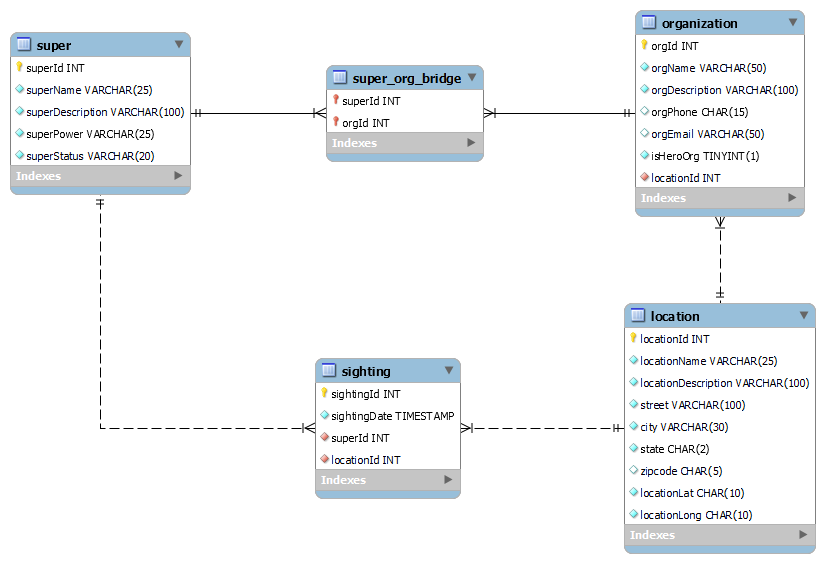 super
superId INT
superName VARCHAR(25)
superDescription VARCHAR(100)
superPower VARCHAR(25)
superStatus VARCHAR(20)
Indexes
super_org_bridge
superId INT
orgId INT
Indexes
organization
orgId INT
orgName VARCHAR(50)
orgDescription VARCHAR(100)
orgPhone CHAR(15)
orgEmail VARCHAR(50)
isHeroOrg TINYINT(1)
locationId INT
Indexes
sighting
sightingId INT
sightingDate TIMESTAMP
superId INT
locationId INT
Indexes
location
locationId INT
locationName VARCHAR(25)
locationDescription VARCHAR(100)
street VARCHAR(100)
city VARCHAR(30)
state CHAR(2)
zipcode CHAR(5)
locationLat CHAR(10)
locationLong CHAR(10)
Indexes